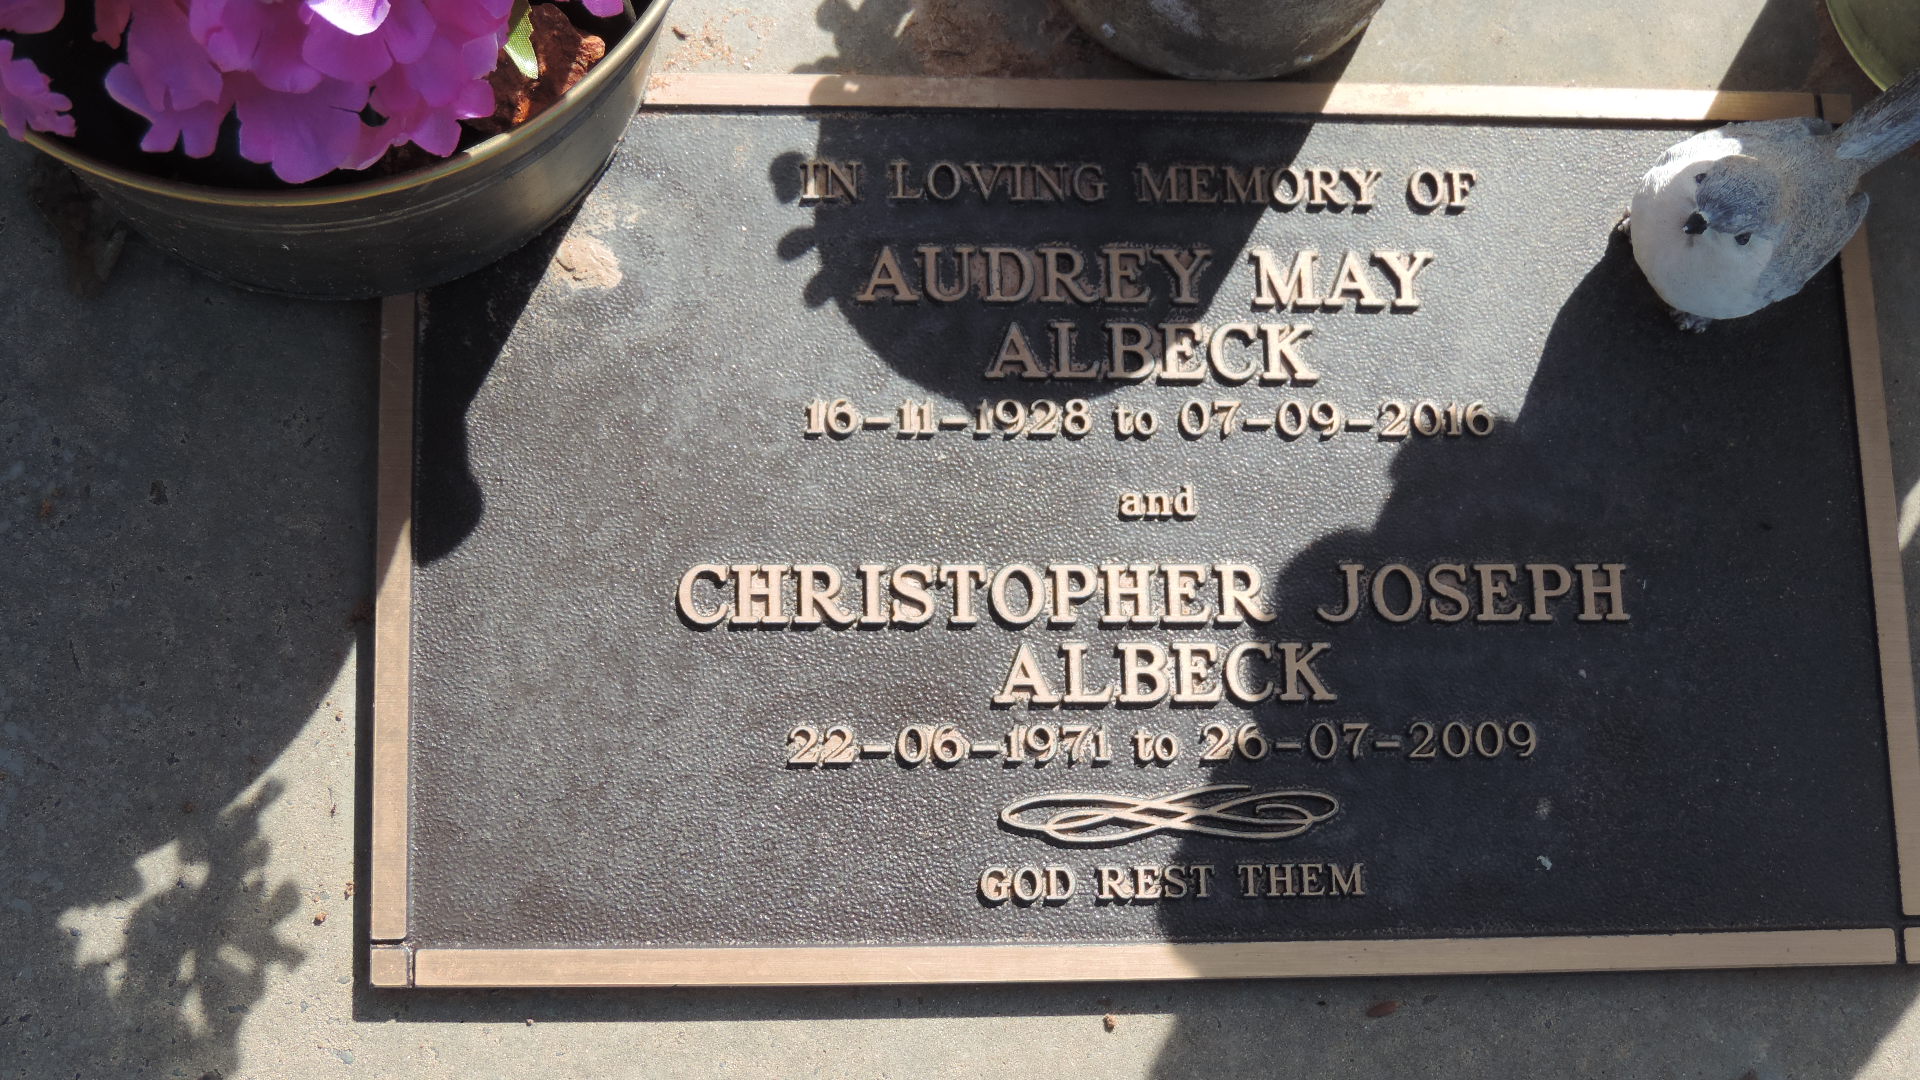 IN LOVING MEMORY OF
AUDREY MAY
ALBECK
16-11-1928 to 07-09-2016
and
CHRISTOPHER JOSEPH
ALBECK
22-06-1971 to 26-07-2009
GOD REST THEM